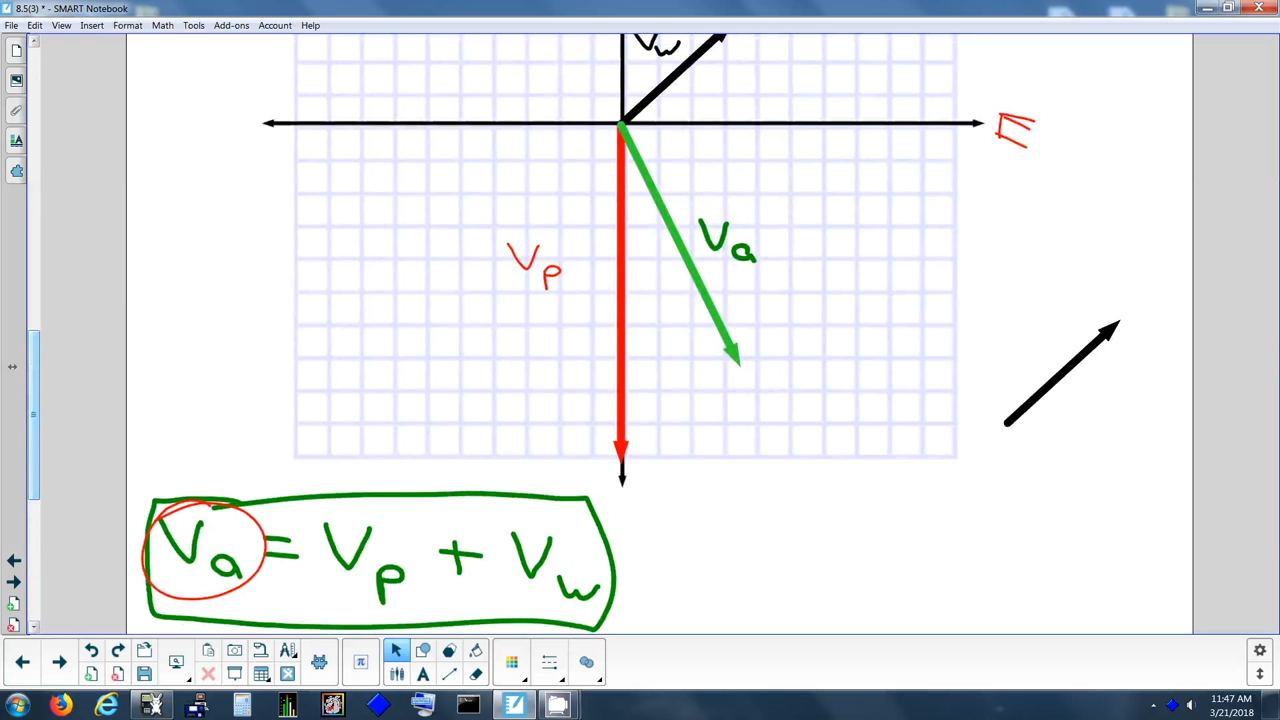 8.5(3) * - SMART Notebook
File Edit View Insert Format Math Tools Add-ons Account Help
Vw
E
Va
Vp
Va = Vp + Vw
π
A
11:47 AM
3/21/2018